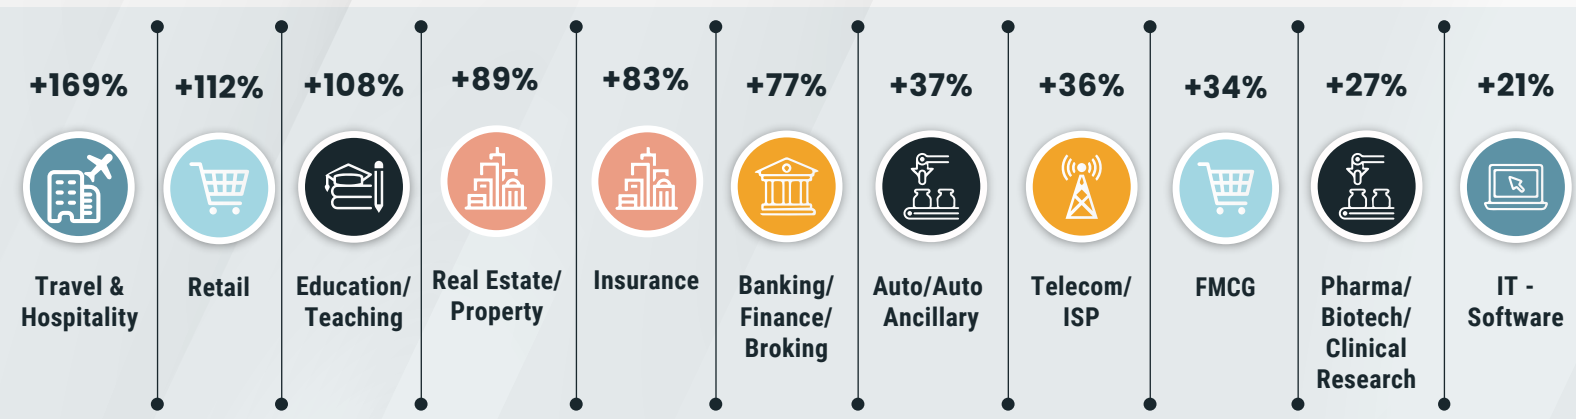 +169%
Travel &
Hospitality
+112%
Retail
+108%
Education/
Teaching
+89%
Real Estate/
Property
+83%
Insurance
+77%
Banking/
Finance/
Broking
+37%
Auto/Auto
Ancillary
+36%
Telecom/
ISP
+34%
FMCG
+27%
Pharma/
Biotech/
Clinical
Research
+21%
IT -
Software